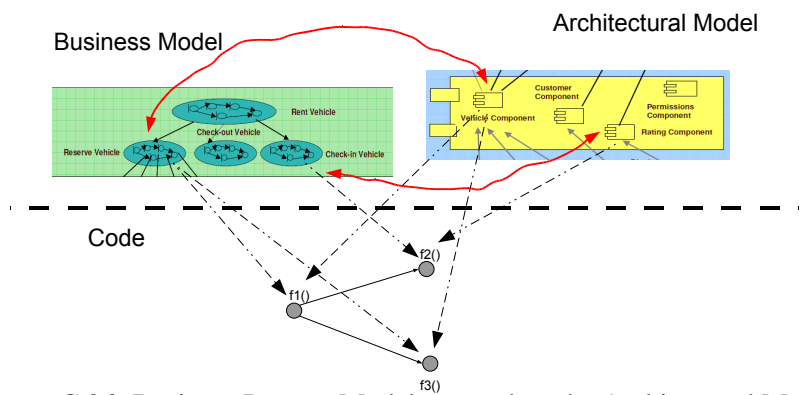 Architectural Model
Business Model
Rent Vehicle
Check-out Vehicle
Reserve Vehicle
Check-in Vehicle
Customer
Component
Vehicle Component
Permissions
Component
Rating Component
Code
f2()
f1()
f3()